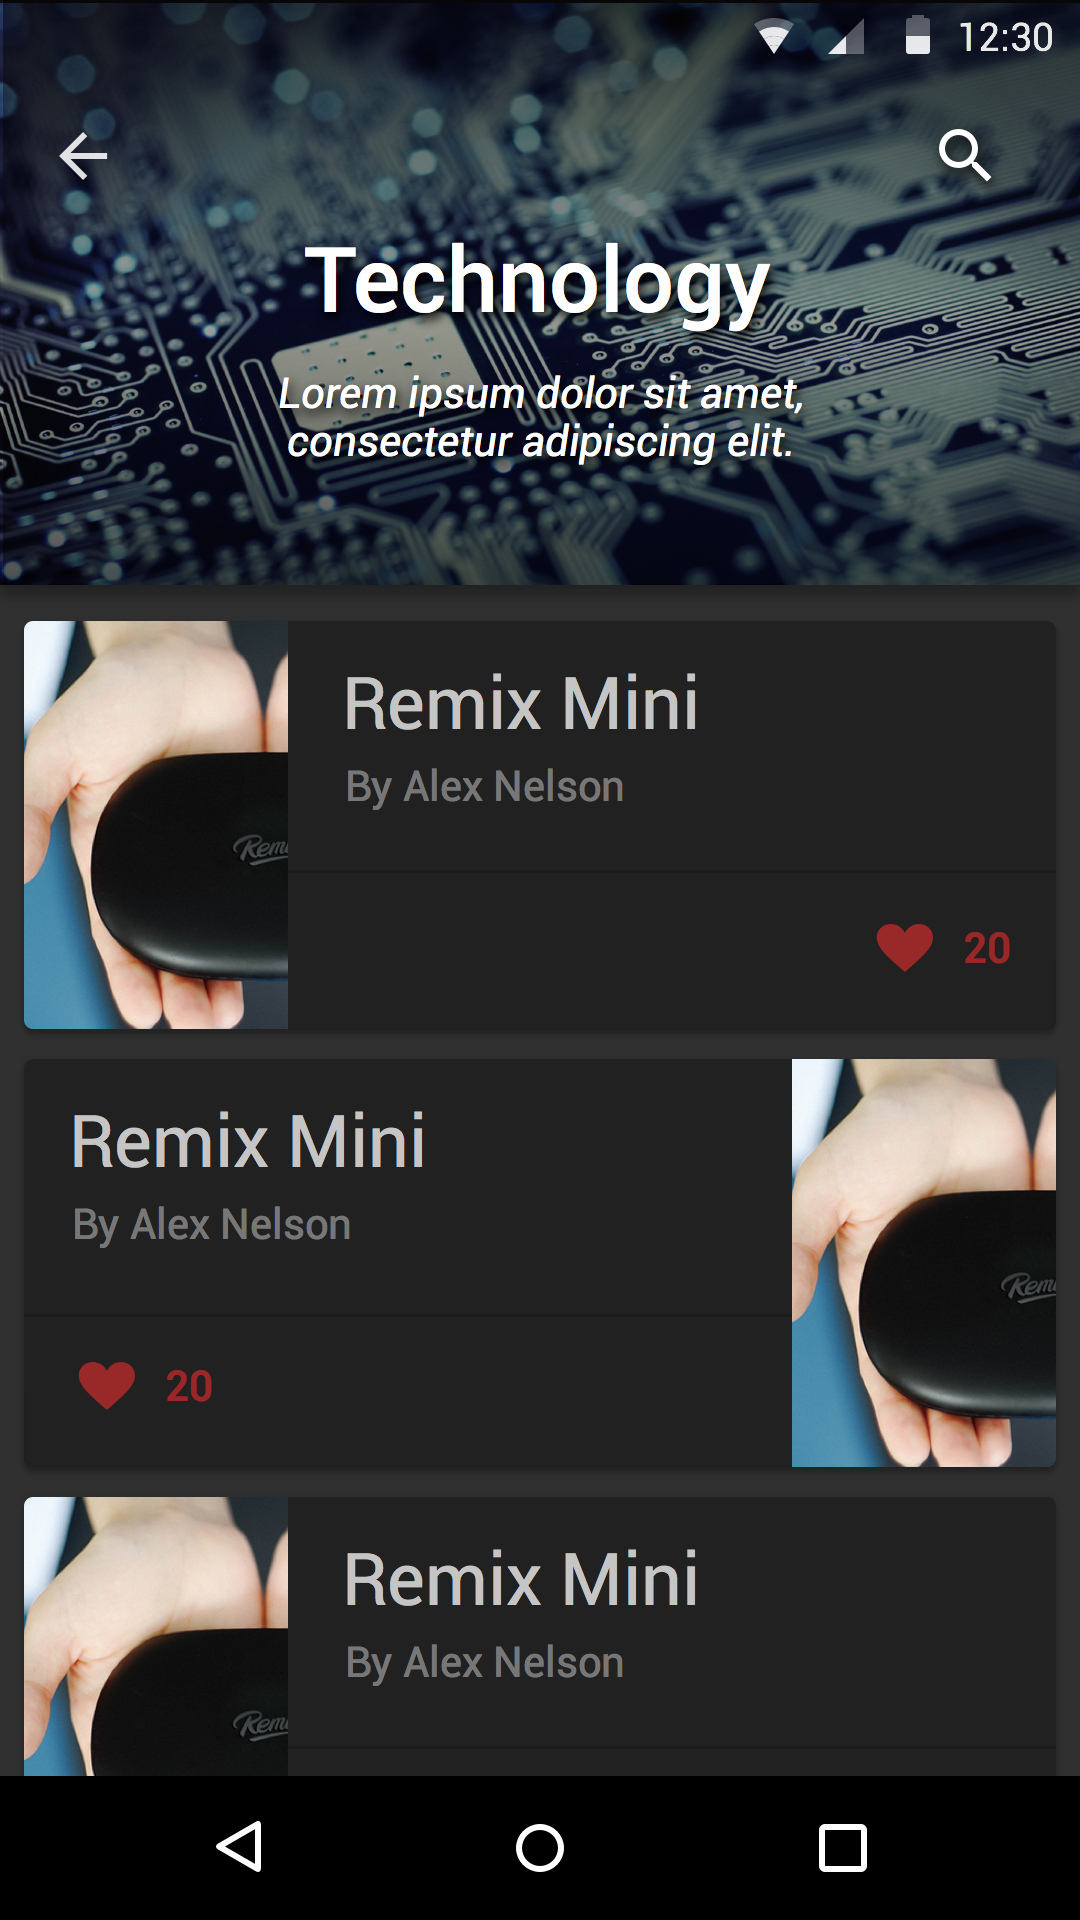 12:30
Technology
Lorem ipsum dolor sit amet,
consectetur adipiscing elit.
Remix Mini
By Alex Nelson
20
Remix Mini
By Alex Nelson
20
Remix Mini
By Alex Nelson